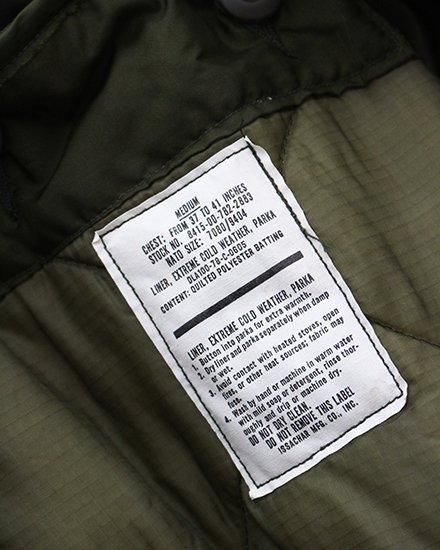 MEDIUM
CHEST: FROM 37 TO 41 INCHES
STOCK NO. 8415-00-782-2883
NATO SIZE: 7080/9404
LINER, EXTREME COLD WEATHER, PARKA
DLA100-78-C-0605
CONTENT: QUILTED POLYESTER BATTING
LINER, EXTREME COLD WEATHER, PARKA
1. Button into parka for extra warmth.
2. Dry liner and parka separately when damp
or wet.
3. Avoid contact with heated stoves, open
fire, or other heat sources; fabric may
fuse.
4. Wash by hand or machine in warm water
with mild soap or detergent, rinse thor-
oughly and drip or machine dry.
DO NOT DRY CLEAN
DO NOT REMOVE THIS LABEL
ISSACHAR MFG. CO., INC.